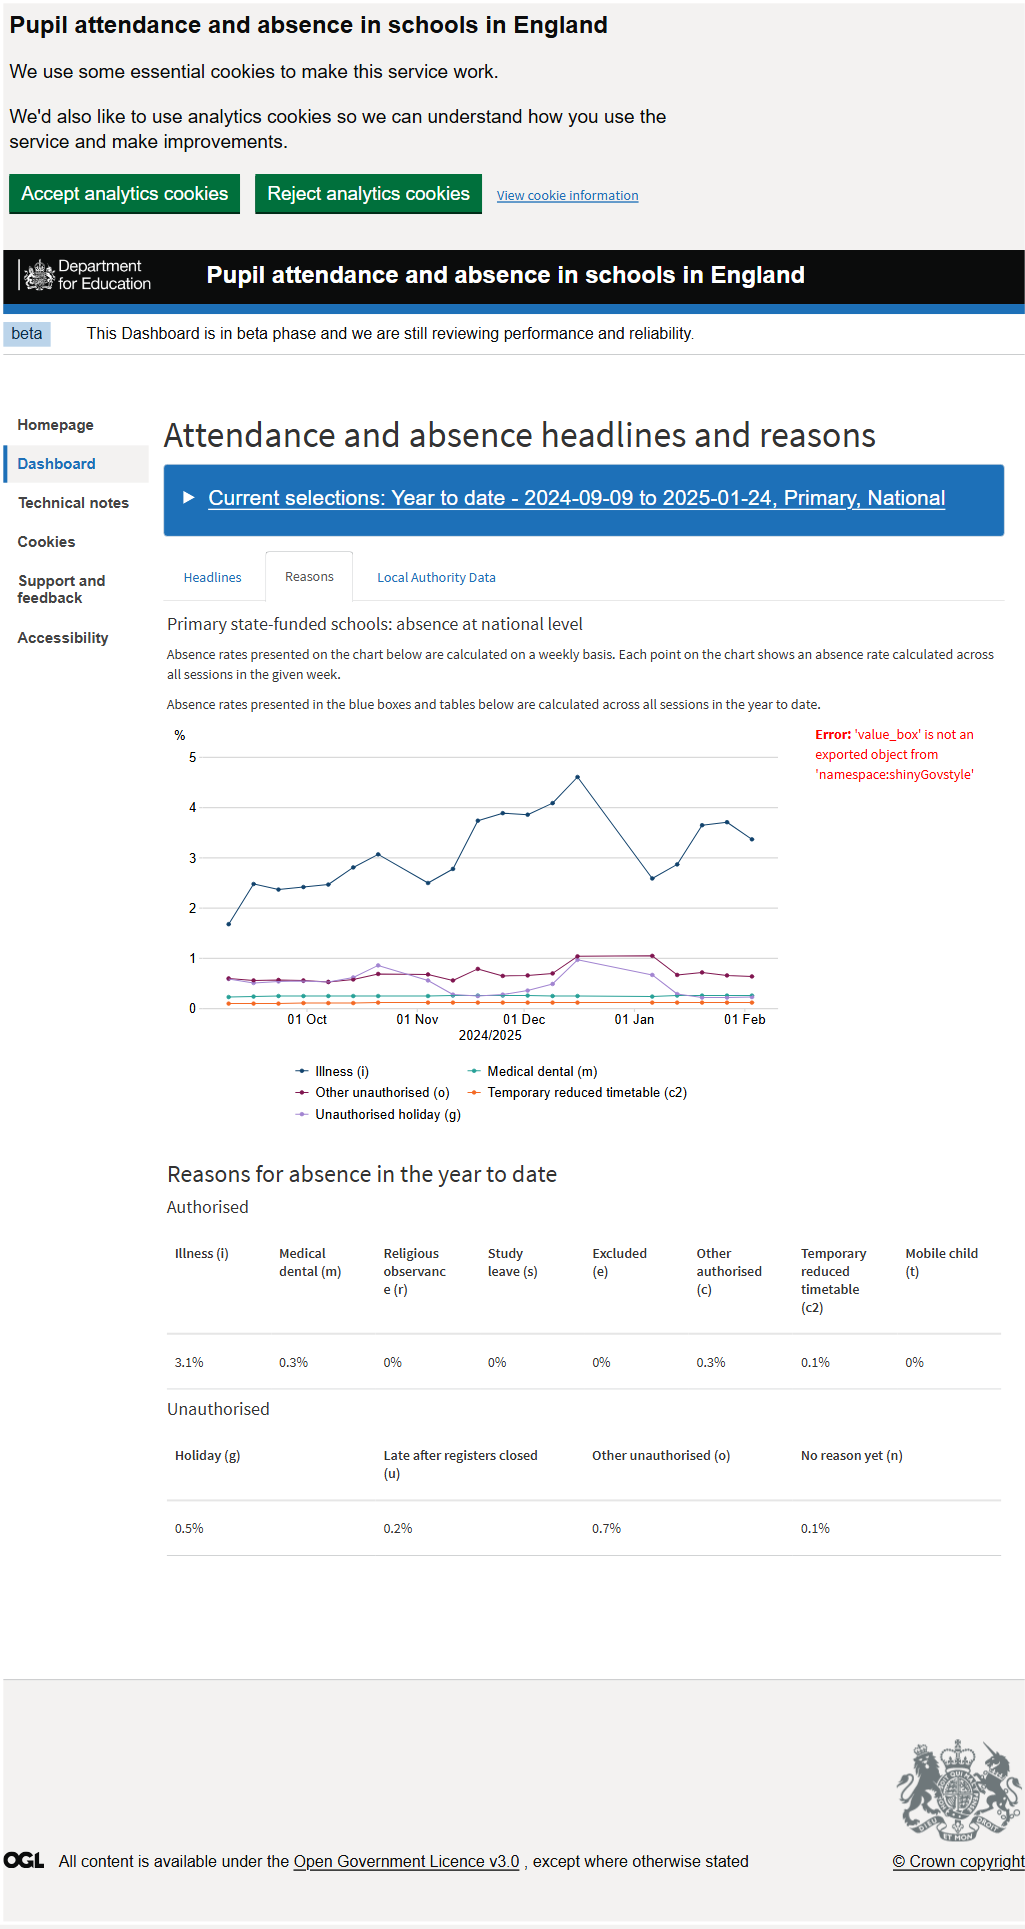 Pupil attendance and absence in schools in England
We use some essential cookies to make this service work.
We'd also like to use analytics cookies so we can understand how you use the
service and make improvements.
Accept analytics cookies
Reject analytics cookies
View cookie information
Department
for Education
Pupil attendance and absence in schools in England
beta
This Dashboard is in beta phase and we are still reviewing performance and reliability.
Homepage
Dashboard
Technical notes
Cookies
Support and
feedback
Accessibility
Attendance and absence headlines and reasons
Current selections: Year to date - 2024-09-09 to 2025-01-24, Primary, National
Headlines
Reasons
Local Authority Data
Primary state-funded schools: absence at national level
Absence rates presented on the chart below are calculated on a weekly basis. Each point on the chart shows an absence rate calculated across
all sessions in the given week.
Absence rates presented in the blue boxes and tables below are calculated across all sessions in the year to date.
Error: 'value_box' is not an
exported object from
'namespace:shinyGovstyle'
%
5
4
3
2
1
0
01 Oct
01 Nov
01 Dec
01 Jan
01 Feb
2024/2025
Illness (i)
Medical dental (m)
Other unauthorised (o)
Temporary reduced timetable (c2)
Unauthorised holiday (g)
Reasons for absence in the year to date
Authorised
Illness (i)
Medical
dental (m)
Religious
observanc
e (r)
Study
leave (s)
Excluded
(e)
Other
authorised
(c)
Temporary
reduced
timetable
(c2)
Mobile child
(t)
3.1%
0.3%
0%
0%
0%
0.3%
0.1%
0%
Unauthorised
Holiday (g)
Late after registers closed
(u)
Other unauthorised (o)
No reason yet (n)
0.5%
0.2%
0.7%
0.1%
DIEU ET MON DROIT
OGL
All content is available under the Open Government Licence v3.0 , except where otherwise stated
© Crown copyright